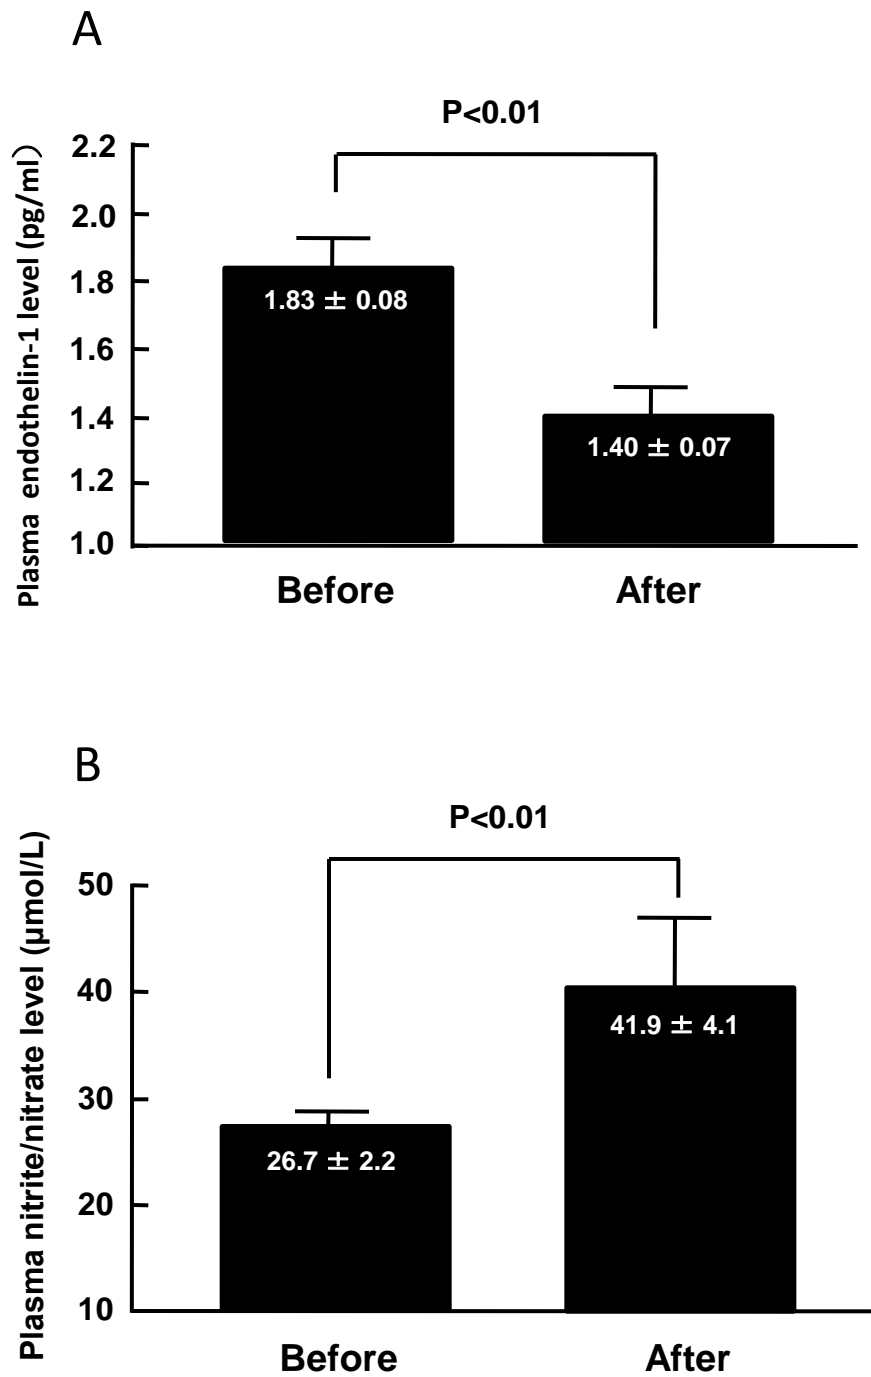 A
P<0.01
Plasma endothelin-1 level (pg/ml)
2.2
2.0
1.8
1.6
1.4
1.2
1.0
1.83 ± 0.08
1.40 ± 0.07
Before
After
B
P<0.01
Plasma nitrite/nitrate level (μmol/L)
50
40
30
20
10
26.7 ± 2.2
41.9 ± 4.1
Before
After